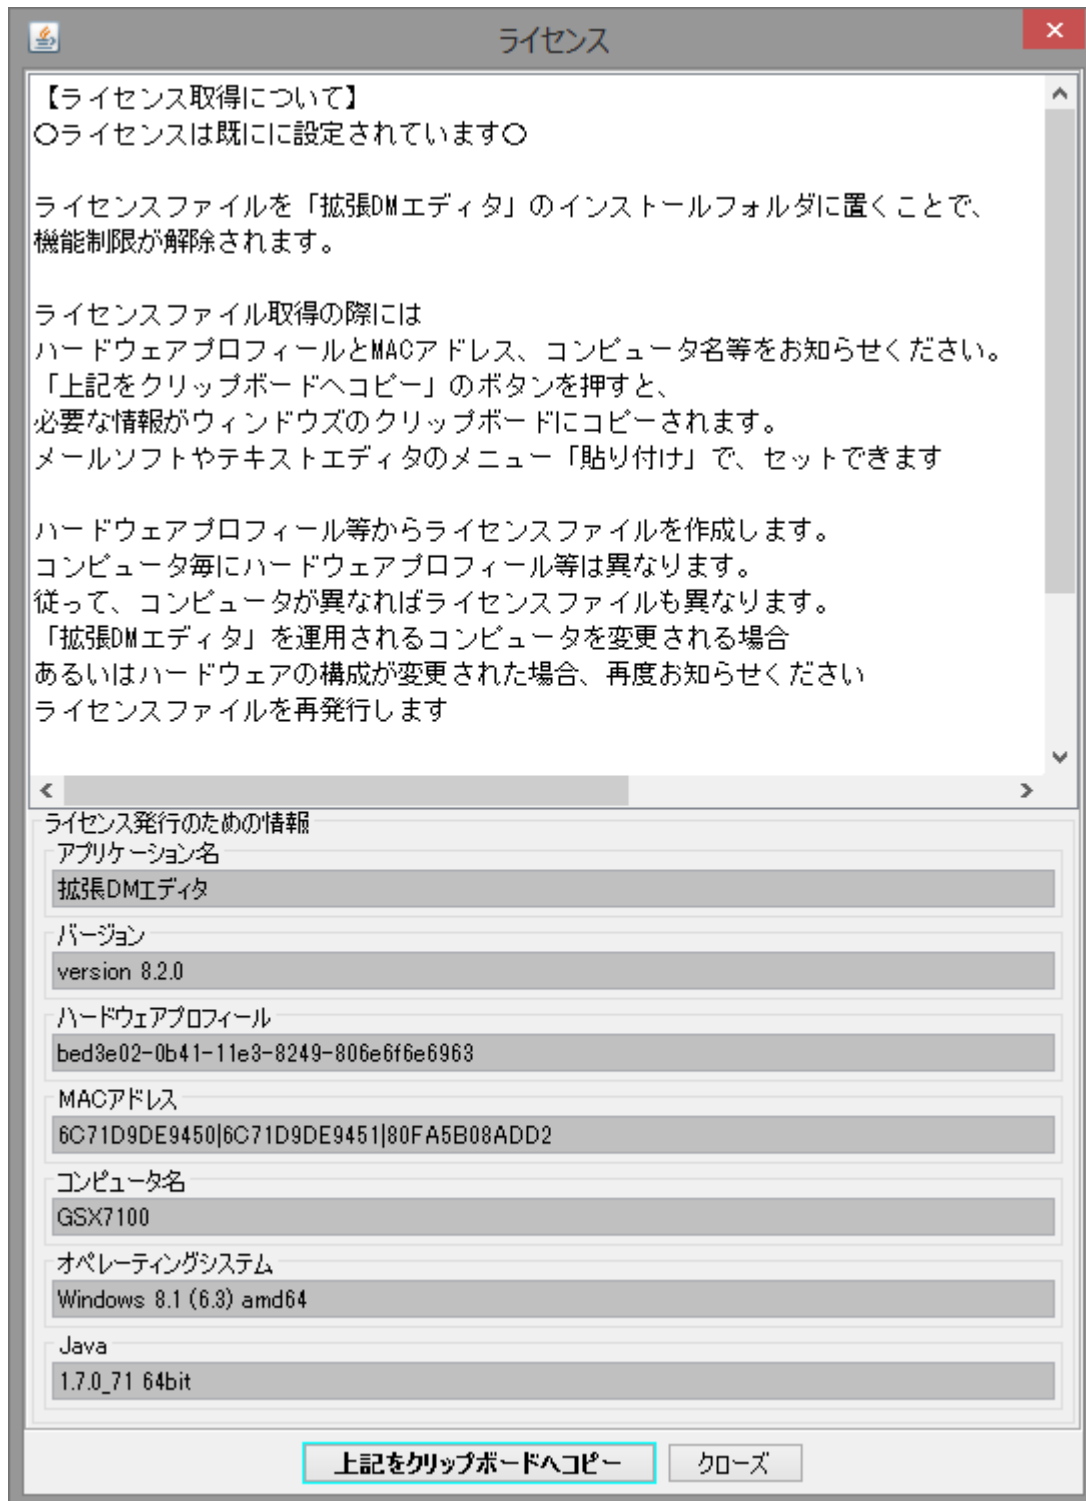 ライセンス
【ライセンス取得について】
○ライセンスは既にに設定されています○
ライセンスファイルを「拡張DMエディタ」のインストールフォルダに置くことで、
機能制限が解除されます。
ライセンスファイル取得の際には
ハードウェアプロフィールとMACアドレス、コンピュータ名等をお知らせください。
「上記をクリップボードへコピー」のボタンを押すと、
必要な情報がウィンドウズのクリップボードにコピーされます。
メールソフトやテキストエディタのメニュー「貼り付け」で、セットできます
ハードウェアプロフィール等からライセンスファイルを作成します。
コンピュータ毎にハードウェアプロフィール等は異なります。
従って、コンピュータが異なればライセンスファイルも異なります。
「拡張DMエディタ」を運用されるコンピュータを変更される場合
あるいはハードウェアの構成が変更された場合、再度お知らせください
ライセンスファイルを再発行します
ライセンス発行のための情報
アプリケーション名
拡張DMエディタ
バージョン
version 8.2.0
ハードウェアプロフィール
bed3e02-0b41-11e3-8249-806e6f6e6963
MACアドレス
6C71D9DE9450|6C71D9DE9451|80FA5B08ADD2
コンピュータ名
GSX7100
オペレーティングシステム
Windows 8.1 (6.3) amd64
Java
1.7.0_71 64bit
上記をクリップボードへコピー
クローズ